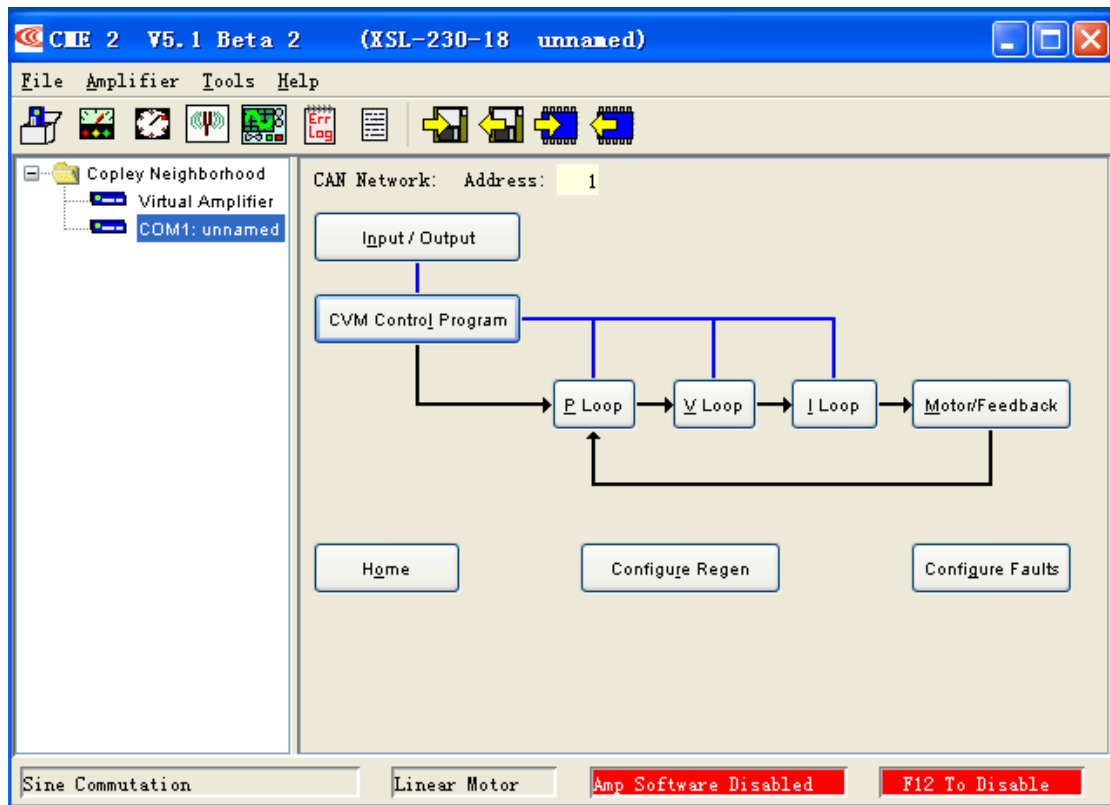 CME 2 V5.1 Beta 2 (XSL-230-18 unnamed)
File Amplifier Tools Help
Err Log
Copley Neighborhood
Virtual Amplifier
COM1: unnamed
CAN Network: Address: 1
Input / Output
CVM Control Program
P Loop
V Loop
I Loop
Motor/Feedback
Home
Configure Regen
Configure Faults
Sine Commutation
Linear Motor
Amp Software Disabled
F12 To Disable